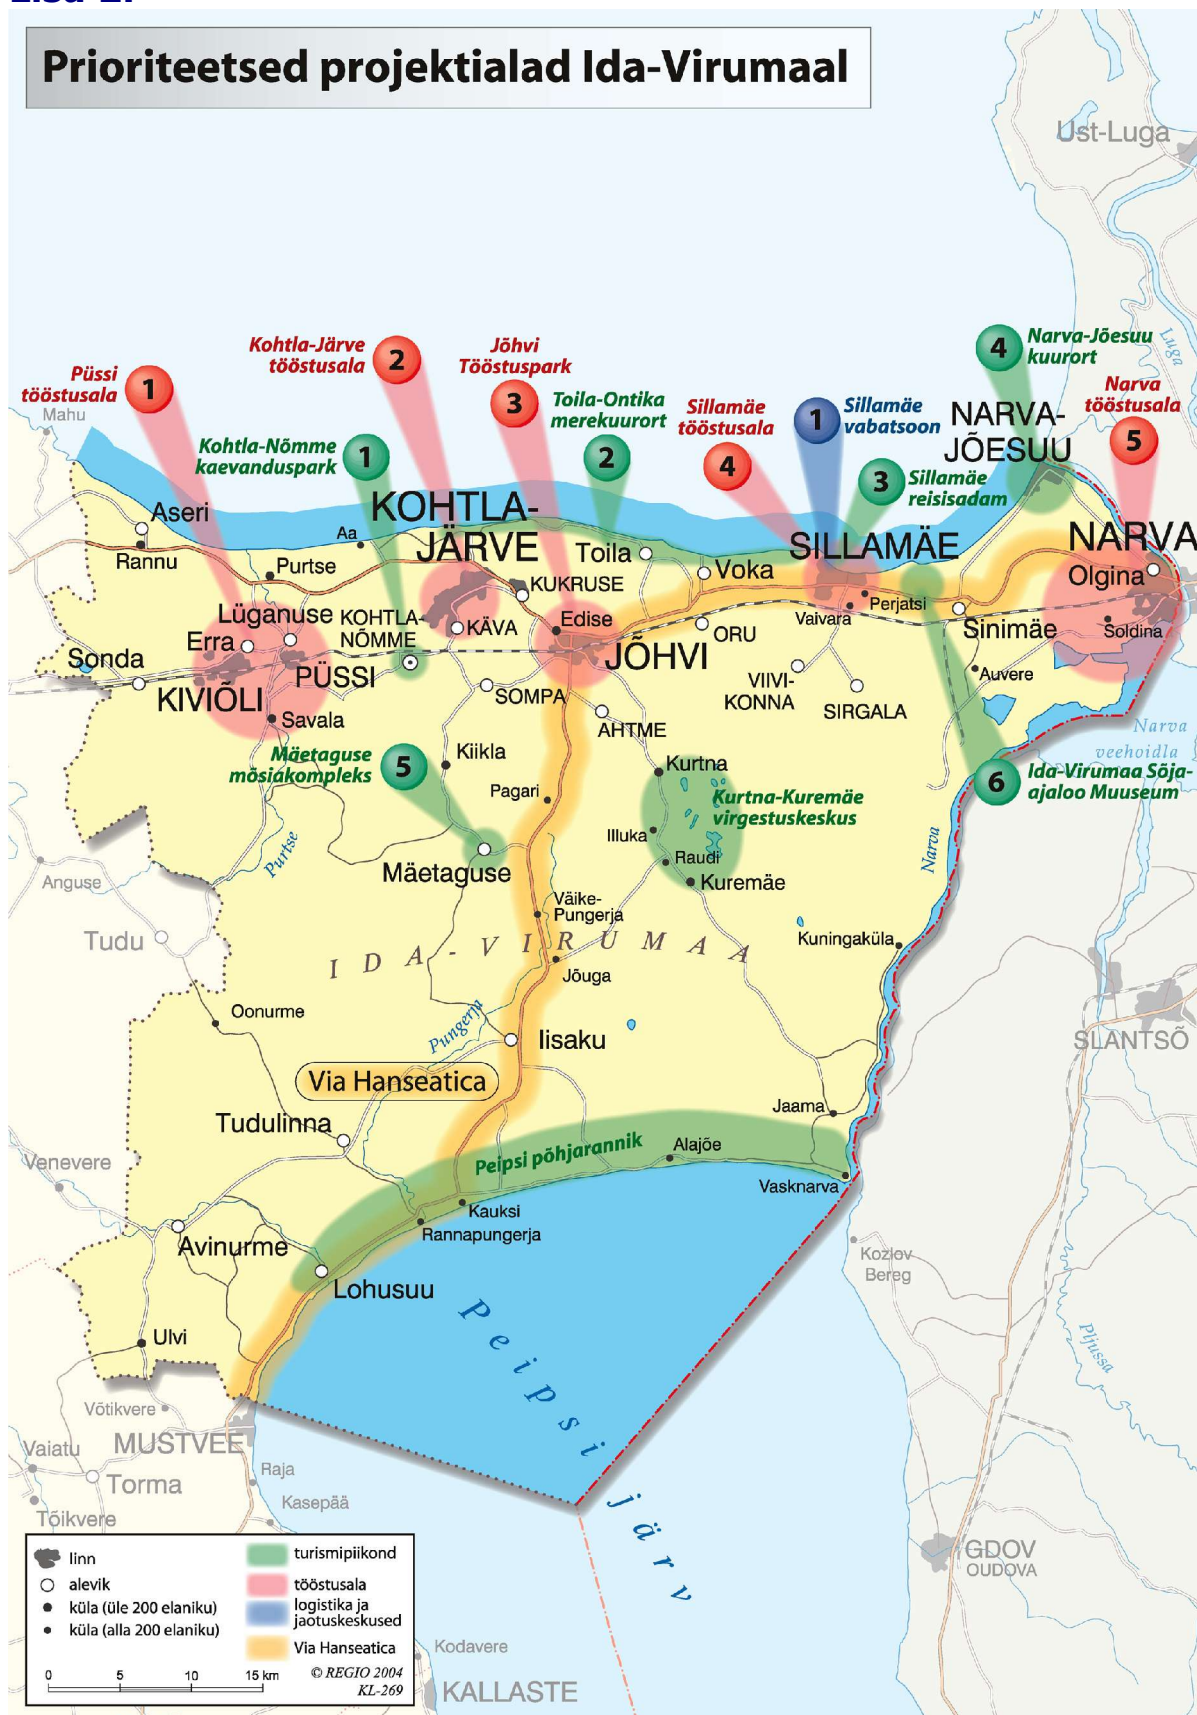 Prioriteetsed projektialad Ida-Virumaal
Ust-Luga
Luga
Narva-Jõesuu
kuurort
4
Kohtla-Järve
tööstusala
2
Jõhvi
Tööstuspark
3
Püssi
tööstusala
1
Mahu
Toila-Ontika
merekuurort
2
Sillamäe
tööstusala
4
1
Sillamäe
vabatsoon
Narva
tööstusala
5
NARVA-
JÕESUU
Kohtla-Nõmme
kaevanduspark
1
3
Sillamäe
reisisadam
Aseri
Rannu
Aa
Purtse
KOHTLA-
JÄRVE
KUKRUSE
Toila
Voka
SILLAMÄE
NARVA
Olgina
Lüganuse
Erra
KOHTLA-
NÕMME
KÄVA
Edise
Perjatsi
Vaivara
Sinimäe
Soldina
Sonda
KIVIÕLI
PÜSSI
SOMPA
JÕHVI
ORU
VIIVI-
KONNA
SIRGALA
Auvere
Savala
AHTME
Narva
veehoidla
Mäetaguse
mõsiakompleks
5
Kiikla
Pagari
Kurtna
Kurtna-Kuremäe
virgestuskeskus
6
Ida-Virumaa Sõja-
ajaloo Muuseum
Illuka
Raudi
Kuremäe
Purtse
Narva
Mäetaguse
Anguse
Tudu
Väike-
Pungerja
Kuningaküla
IDA-VIRUMAA
Jõuga
Oonurme
Pungerja
Iisaku
SLANTSÕ
Via Hanseatica
Tudulinna
Jaama
Venevere
Peipsi põhjarannik
Alajõe
Vasknarva
Kauksi
Rannapungerja
Avinurme
Lohusuu
Kozlov
Bereg
Ulvi
Pljussa
Peipsi järv
Võtikvere
MUSTVEE
Vaiatu
Torma
Raja
Kasepää
Tõikvere
GDOV
OUDOVA
Kodavere
KALLASTE
linn
alevik
küla (üle 200 elaniku)
küla (alla 200 elaniku)
turismipiikond
tööstusala
logistika ja
jaotuskeskused
Via Hanseatica
0 5 10 15 km
© REGIO 2004
KL-269